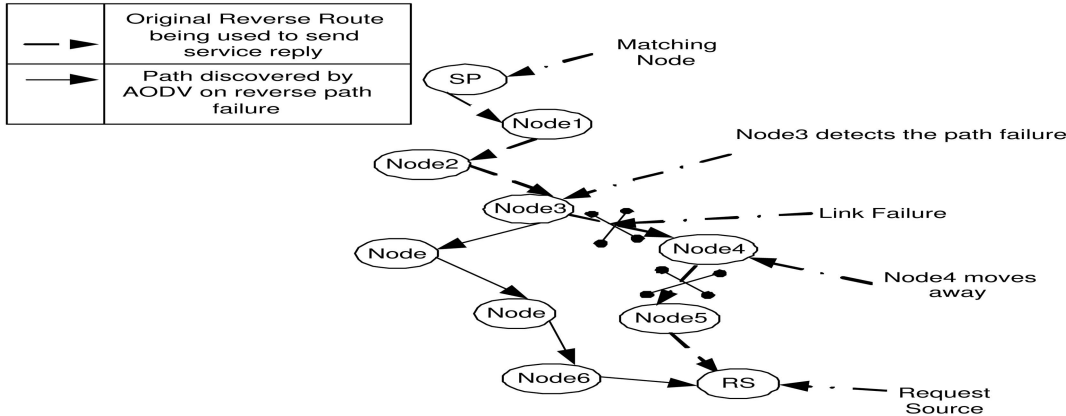 Original Reverse Route
being used to send
service reply
Path discovered by
AODV on reverse path
failure
Matching
Node
SP
Node1
Node3 detects the path failure
Node2
Node3
Link Failure
Node4
Node
Node4 moves
away
Node
Node5
Node6
RS
Request
Source